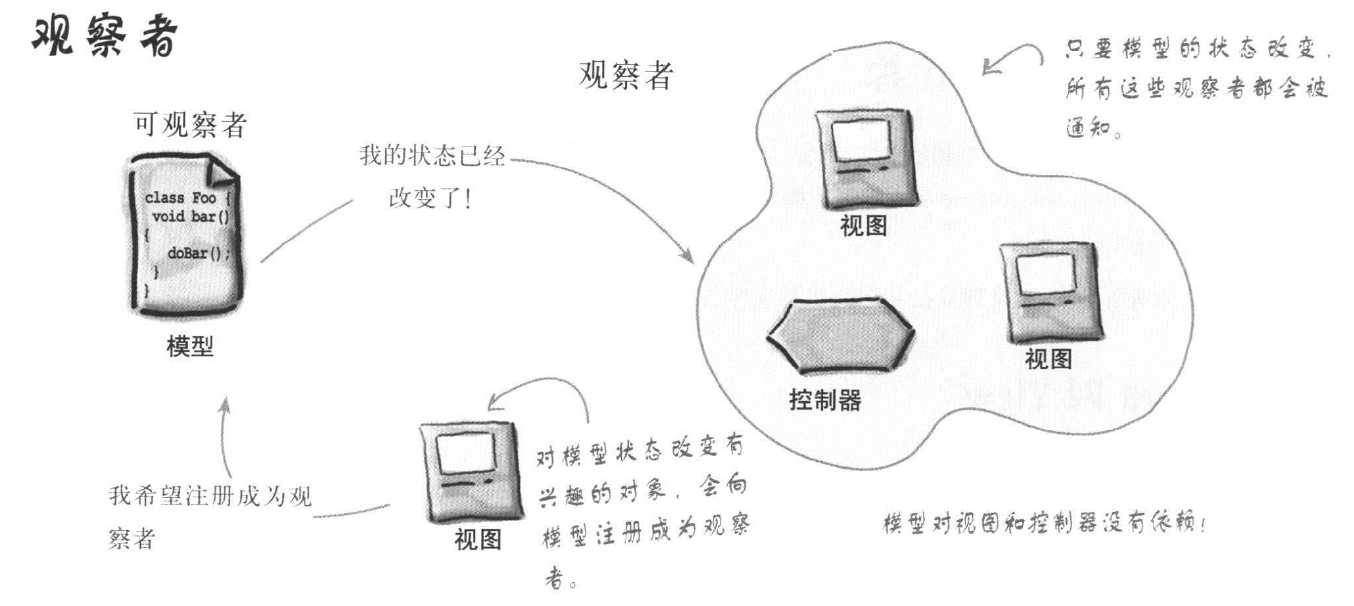 观察者
可观察者
class Foo {
void bar()
{
doBar();
}
}
模型
我的状态已经
改变了!
观察者
只要模型的状态改变,
所有这些观察者都会被
通知。
视图
视图
控制器
我希望注册成为观
察者
视图
对模型状态改变有
兴趣的对象,会向
模型注册成为观察
者。
模型对视图和控制器没有依赖!